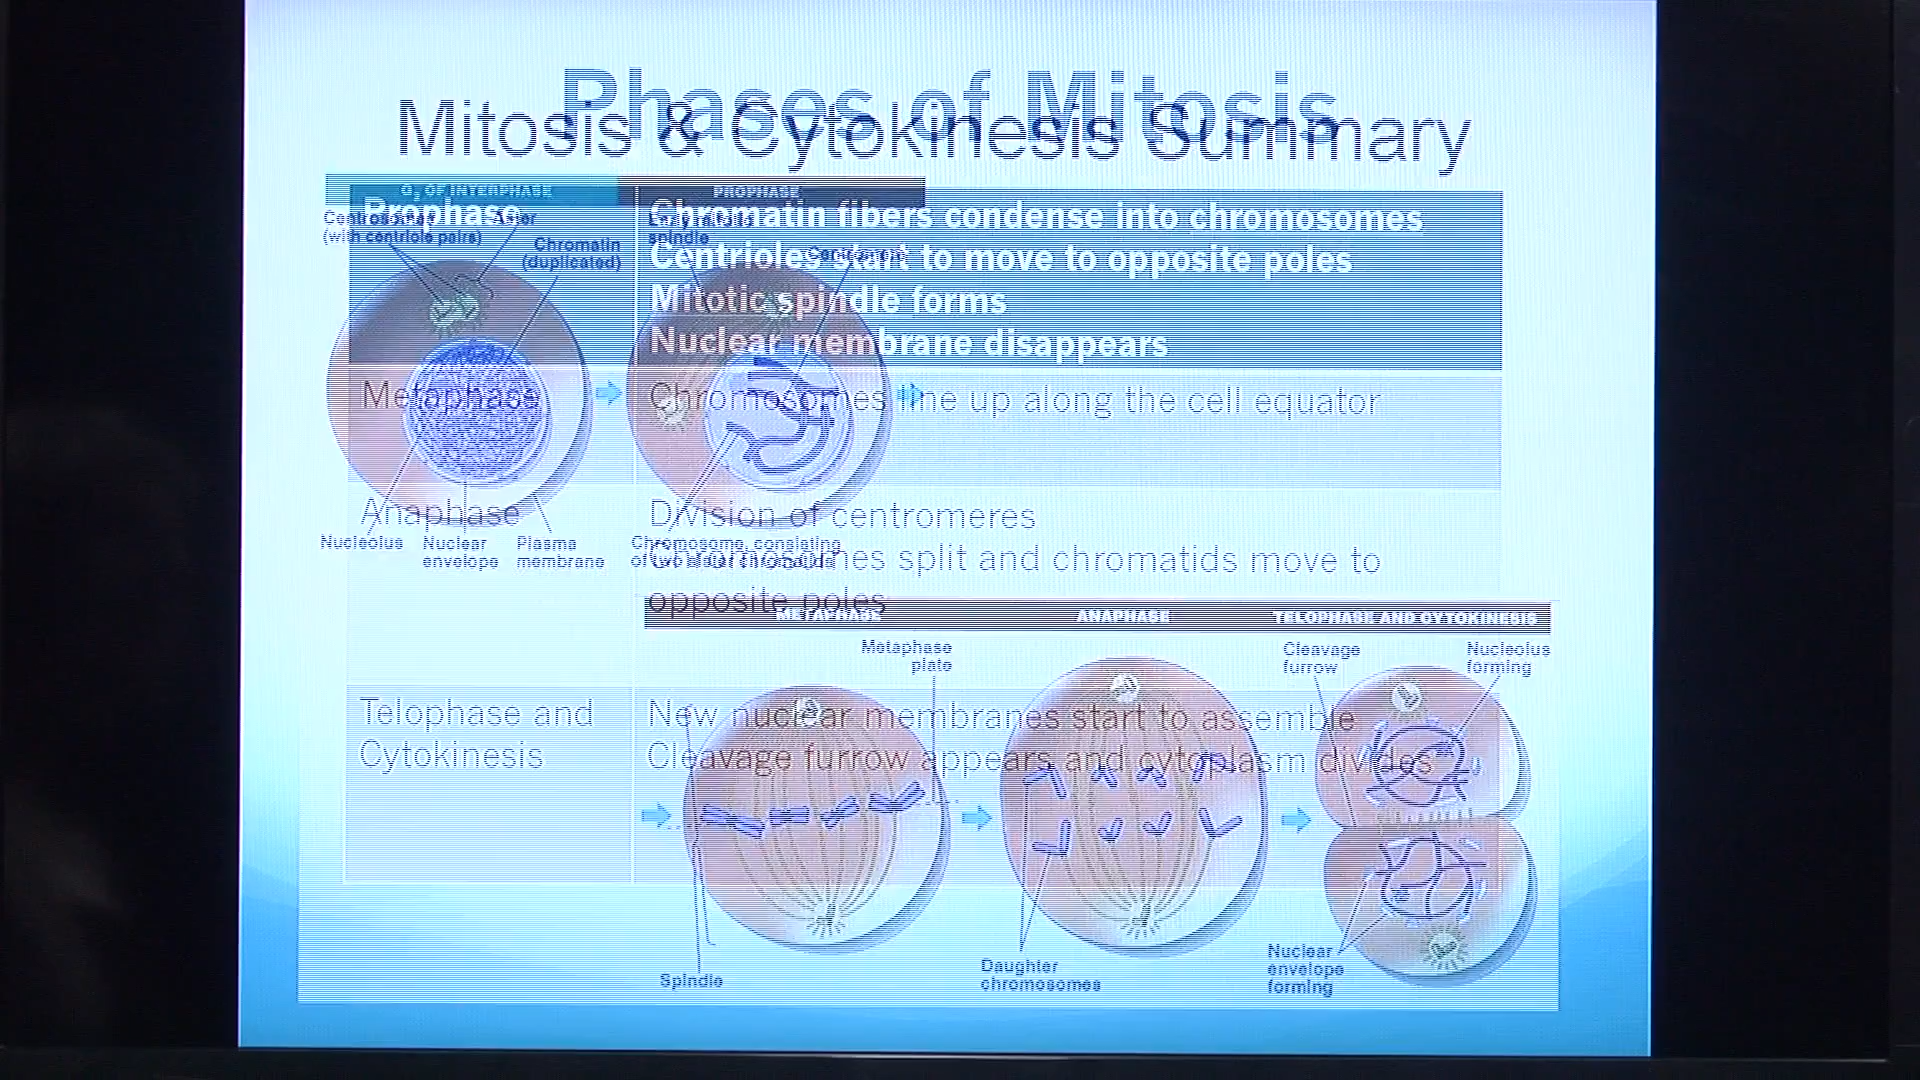 Phases of Mitosis
Prophase
Chromatin fibers condense into chromosomes
Centrioles start to move to opposite poles
Mitotic spindle forms
Nuclear membrane disappears
Metaphase
Chromosomes line up along the cell equator
Anaphase
Division of centromeres
Chromosomes split and chromatids move to
opposite poles
Telophase and
Cytokinesis
New nuclear membranes start to assemble
Cleavage furrow appears and cytoplasm divides
Mitosis & Cytokinesis Summary
G₂ OF INTERPHASE
PROPHASE
Centrosomes
(with centriole pairs)
Aster
Chromatin
(duplicated)
Early mitotic
spindle
Centromere
Nucleolus
Nuclear
envelope
Plasma
membrane
Chromosome, consisting
of two sister chromatids
METAPHASE
ANAPHASE
TELOPHASE AND CYTOKINESIS
Metaphase
plate
Cleavage
furrow
Nucleolus
forming
Spindle
Daughter
chromosomes
Nuclear
envelope
forming